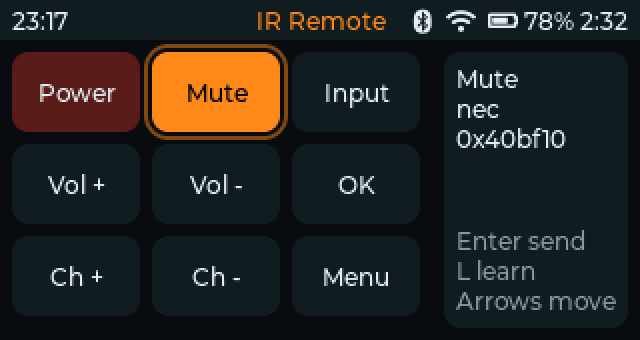 23:17 IR Remote 78% 2:32
Power Mute Input
Vol + Vol - OK
Ch + Ch - Menu
Mute
nec
0x40bf10
Enter send
L learn
Arrows move